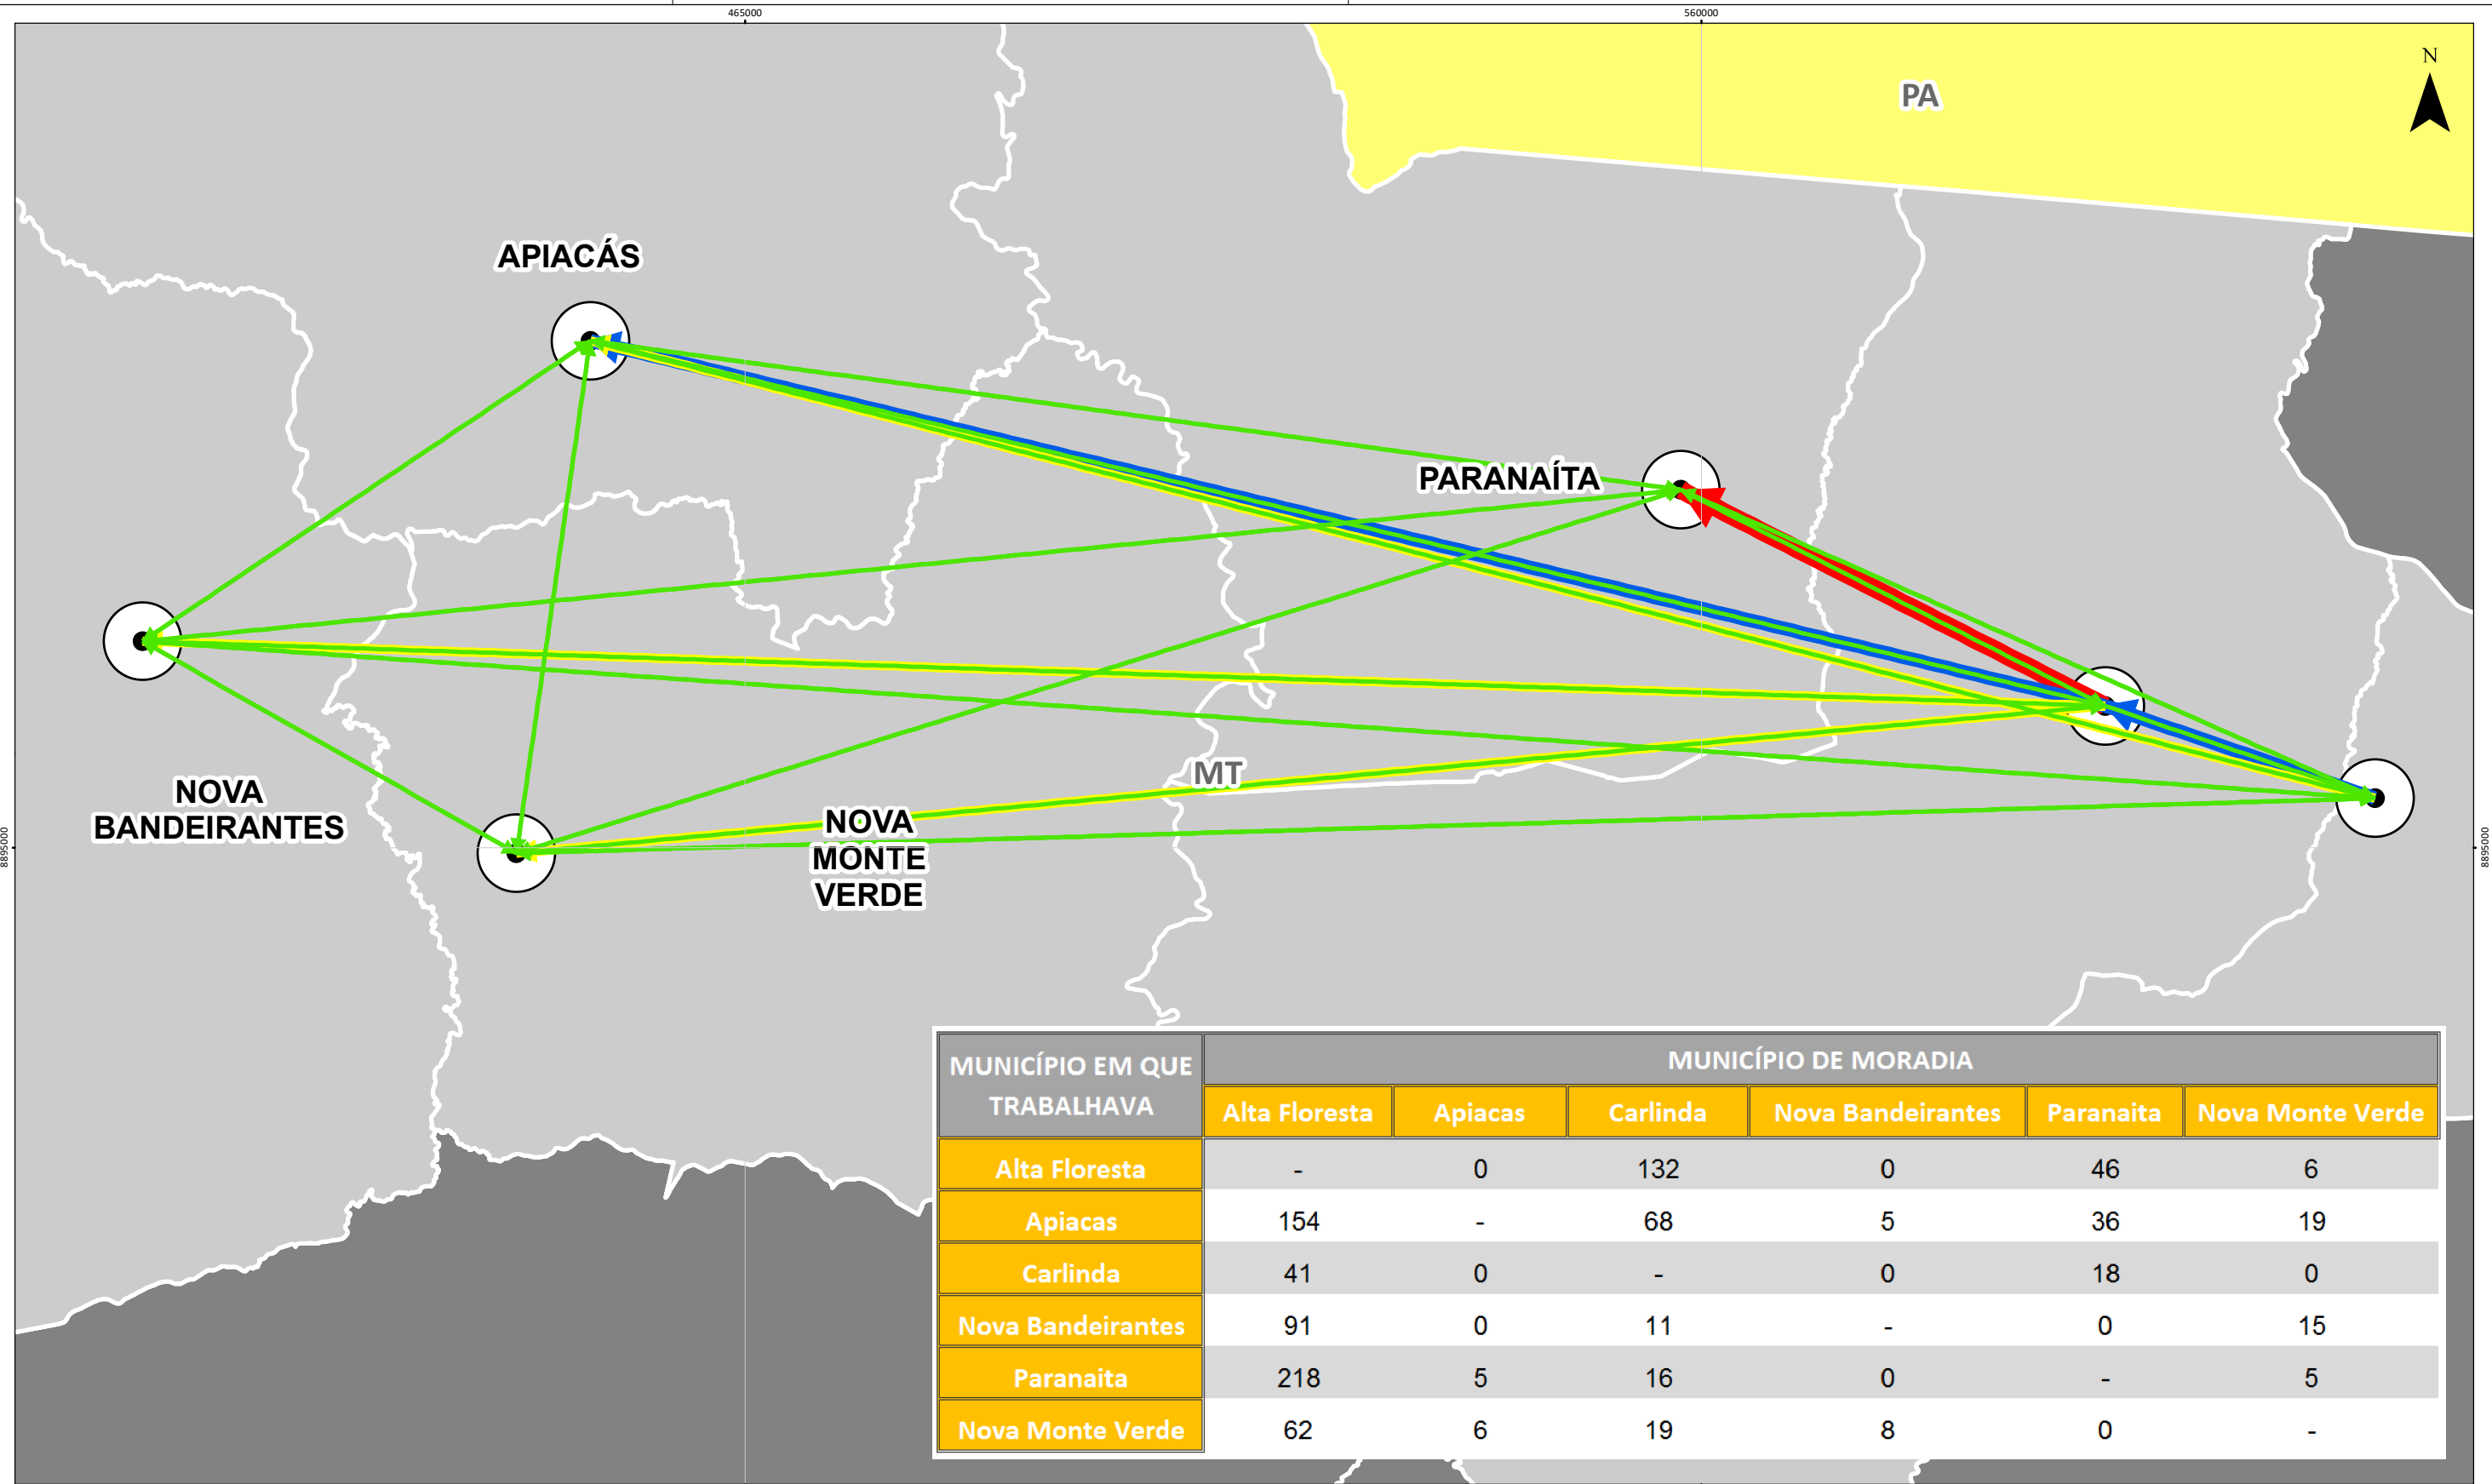 465000
560000
N
PA
APIACÁS
PARANAÍTA
NOVA
BANDEIRANTES
MT
NOVA
MONTE
VERDE
8895000
8895000
MUNICÍPIO EM QUE
TRABALHAVA
MUNICÍPIO DE MORADIA
Alta Floresta Apiacas Carlinda Nova Bandeirantes Paranaita Nova Monte Verde
Alta Floresta - 0 132 0 46 6
Apiacas 154 - 68 5 36 19
Carlinda 41 0 - 0 18 0
Nova Bandeirantes 91 0 11 - 0 15
Paranaita 218 5 16 0 - 5
Nova Monte Verde 62 6 19 8 0 -